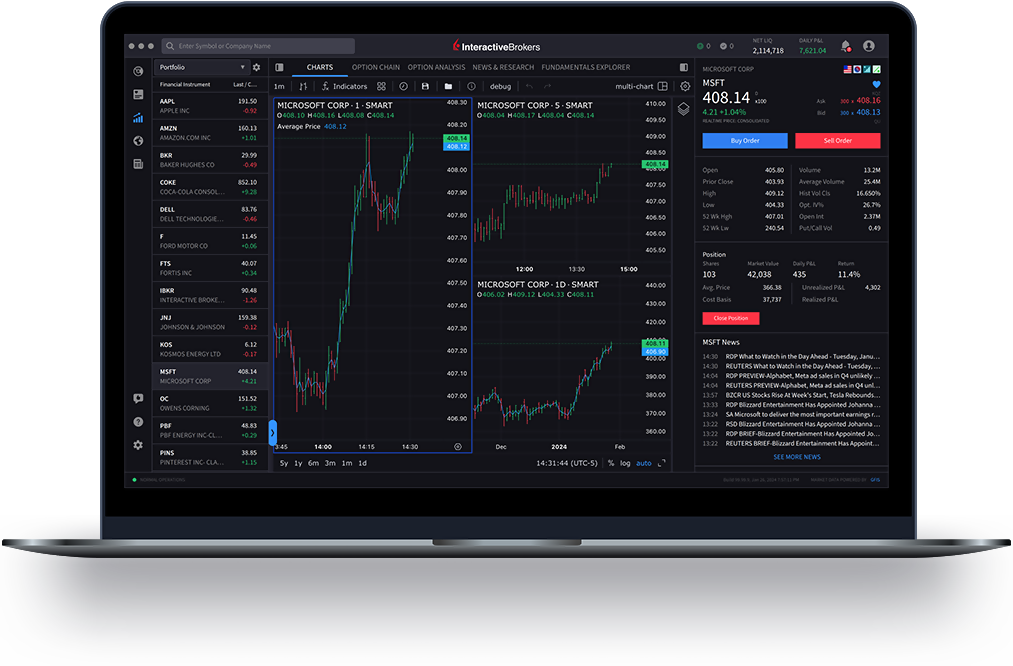 Enter Symbol or Company Name
InteractiveBrokers
0 0
NET LIQ
2,114,718
DAILY P&L
7,621.04
Portfolio
Financial Instrument Last / C...
AAPL 191.50
APPLE INC -0.92
AMZN 160.13
AMAZON.COM INC +1.01
BKR 29.99
BAKER HUGHES CO -0.49
COKE 852.10
COCA-COLA CONSOL... +9.28
DELL 83.76
DELL TECHNOLOGIE... -0.46
F 11.45
FORD MOTOR CO +0.06
FTS 40.07
FORTIS INC +0.34
IBKR 90.48
INTERACTIVE BROKE... -1.26
JNJ 159.38
JOHNSON & JOHNSON -0.12
KOS 6.12
KOSMOS ENERGY LTD -0.17
MSFT 408.14
MICROSOFT CORP +4.21
OC 151.52
OWENS CORNING +1.32
PBF 48.83
PBF ENERGY INC-CL... +0.29
PINS 38.85
PINTEREST INC- CLA... +1.15
CHARTS OPTION CHAIN OPTION ANALYSIS NEWS & RESEARCH FUNDAMENTALS EXPLORER
1m Indicators debug multi-chart
MICROSOFT CORP · 1 · SMART
O408.10 H408.16 L408.08 C408.14
Average Price 408.12
408.30
408.20
408.14
408.12
408.00
407.90
407.80
407.70
407.60
407.50
407.40
407.30
407.20
407.10
407.00
406.90
3:45 14:00 14:15 14:30
MICROSOFT CORP · 5 · SMART
O408.04 H408.17 L408.04 C408.14
410.00
409.50
409.00
408.50
408.14
407.50
407.00
406.50
406.00
405.50
12:00 13:30 15:00
MICROSOFT CORP · 1D · SMART
O406.02 H409.12 L404.33 C408.11
440.00
430.00
420.00
408.11
406.90
400.00
390.00
380.00
370.00
360.00
Dec 2024 Feb
5y 1y 6m 3m 1m 1d 14:31:44 (UTC-5) % log auto
MICROSOFT CORP
MSFT
408.14 x100
4.21 +1.04%
REALTIME PRICE-CONSOLIDATED
Ask 300 x 408.16
Bid 300 x 408.13
Buy Order Sell Order
Open 405.80 Volume 13.2M
Prior Close 403.93 Average Volume 25.4M
High 409.12 Hist Vol Cls 16.650%
Low 404.33 Opt. IV% 26.7%
52 Wk Hgh 407.01 Open Int 2.37M
52 Wk Lw 240.54 Put/Call Vol 0.49
Position
Shares Market Value Daily P&L Return
103 42,038 435 11.4%
Avg. Price 366.38 Unrealized P&L 4,302
Cost Basis 37,737 Realized P&L
Close Position
MSFT News
14:30 RDP What to Watch in the Day Ahead - Tuesday, Janu...
14:30 REUTERS What to Watch in the Day Ahead - Tuesday, ...
14:04 RDP PREVIEW-Alphabet, Meta ad sales in Q4 unlikely ...
14:04 REUTERS PREVIEW-Alphabet, Meta ad sales in Q4 unl...
13:57 BZCR US Stocks Rise At Week's Start, Tesla Rebounds...
13:33 RDP Blizzard Entertainment Has Appointed Johanna ...
13:24 SA Microsoft to deliver the most important earnings r...
13:22 RSD Blizzard Entertainment Has Appointed Johanna ...
13:22 RDP BRIEF-Blizzard Entertainment Has Appointed Jo...
13:22 REUTERS BRIEF-Blizzard Entertainment Has Appoint...
SEE MORE NEWS
NORMAL OPERATIONS
MARKET DATA POWERED BY GFIS